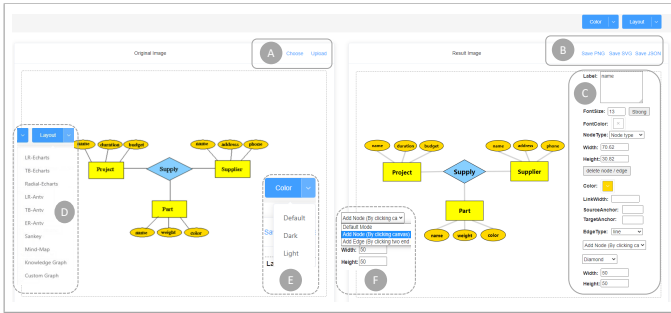 Color
Layout
Original Image
A
Choose
Upload
Result Image
B
Save PNG
Save SVG
Save JSON
Layout
LR-Echarts
TB-Echarts
Radial-Echarts
LR-Antv
TB-Antv
ER-Antv
Sankey
Mind-Map
Knowledge Graph
Custom Graph
D
name
duration
budget
name
address
phone
Project
Supply
Supplier
Part
name
weight
color
Color
Default
Dark
Light
E
Add Node (By clicking ca
Default Mode
Add Node (By clicking canvas)
Add Edge (By clicking two end
Width: 50
Height: 50
F
name
duration
budget
name
address
phone
Project
Supply
Supplier
Part
name
weight
color
Label: name
C
FontSize: 13
Strong
FontColor:
NodeType: Node type
Width: 70.62
Height: 30.62
delete node / edge
Color:
LinkWidth:
SourceAnchor:
TargetAnchor:
EdgeType: line
Add Node (By clicking ca
Diamond
Width: 50
Height: 50